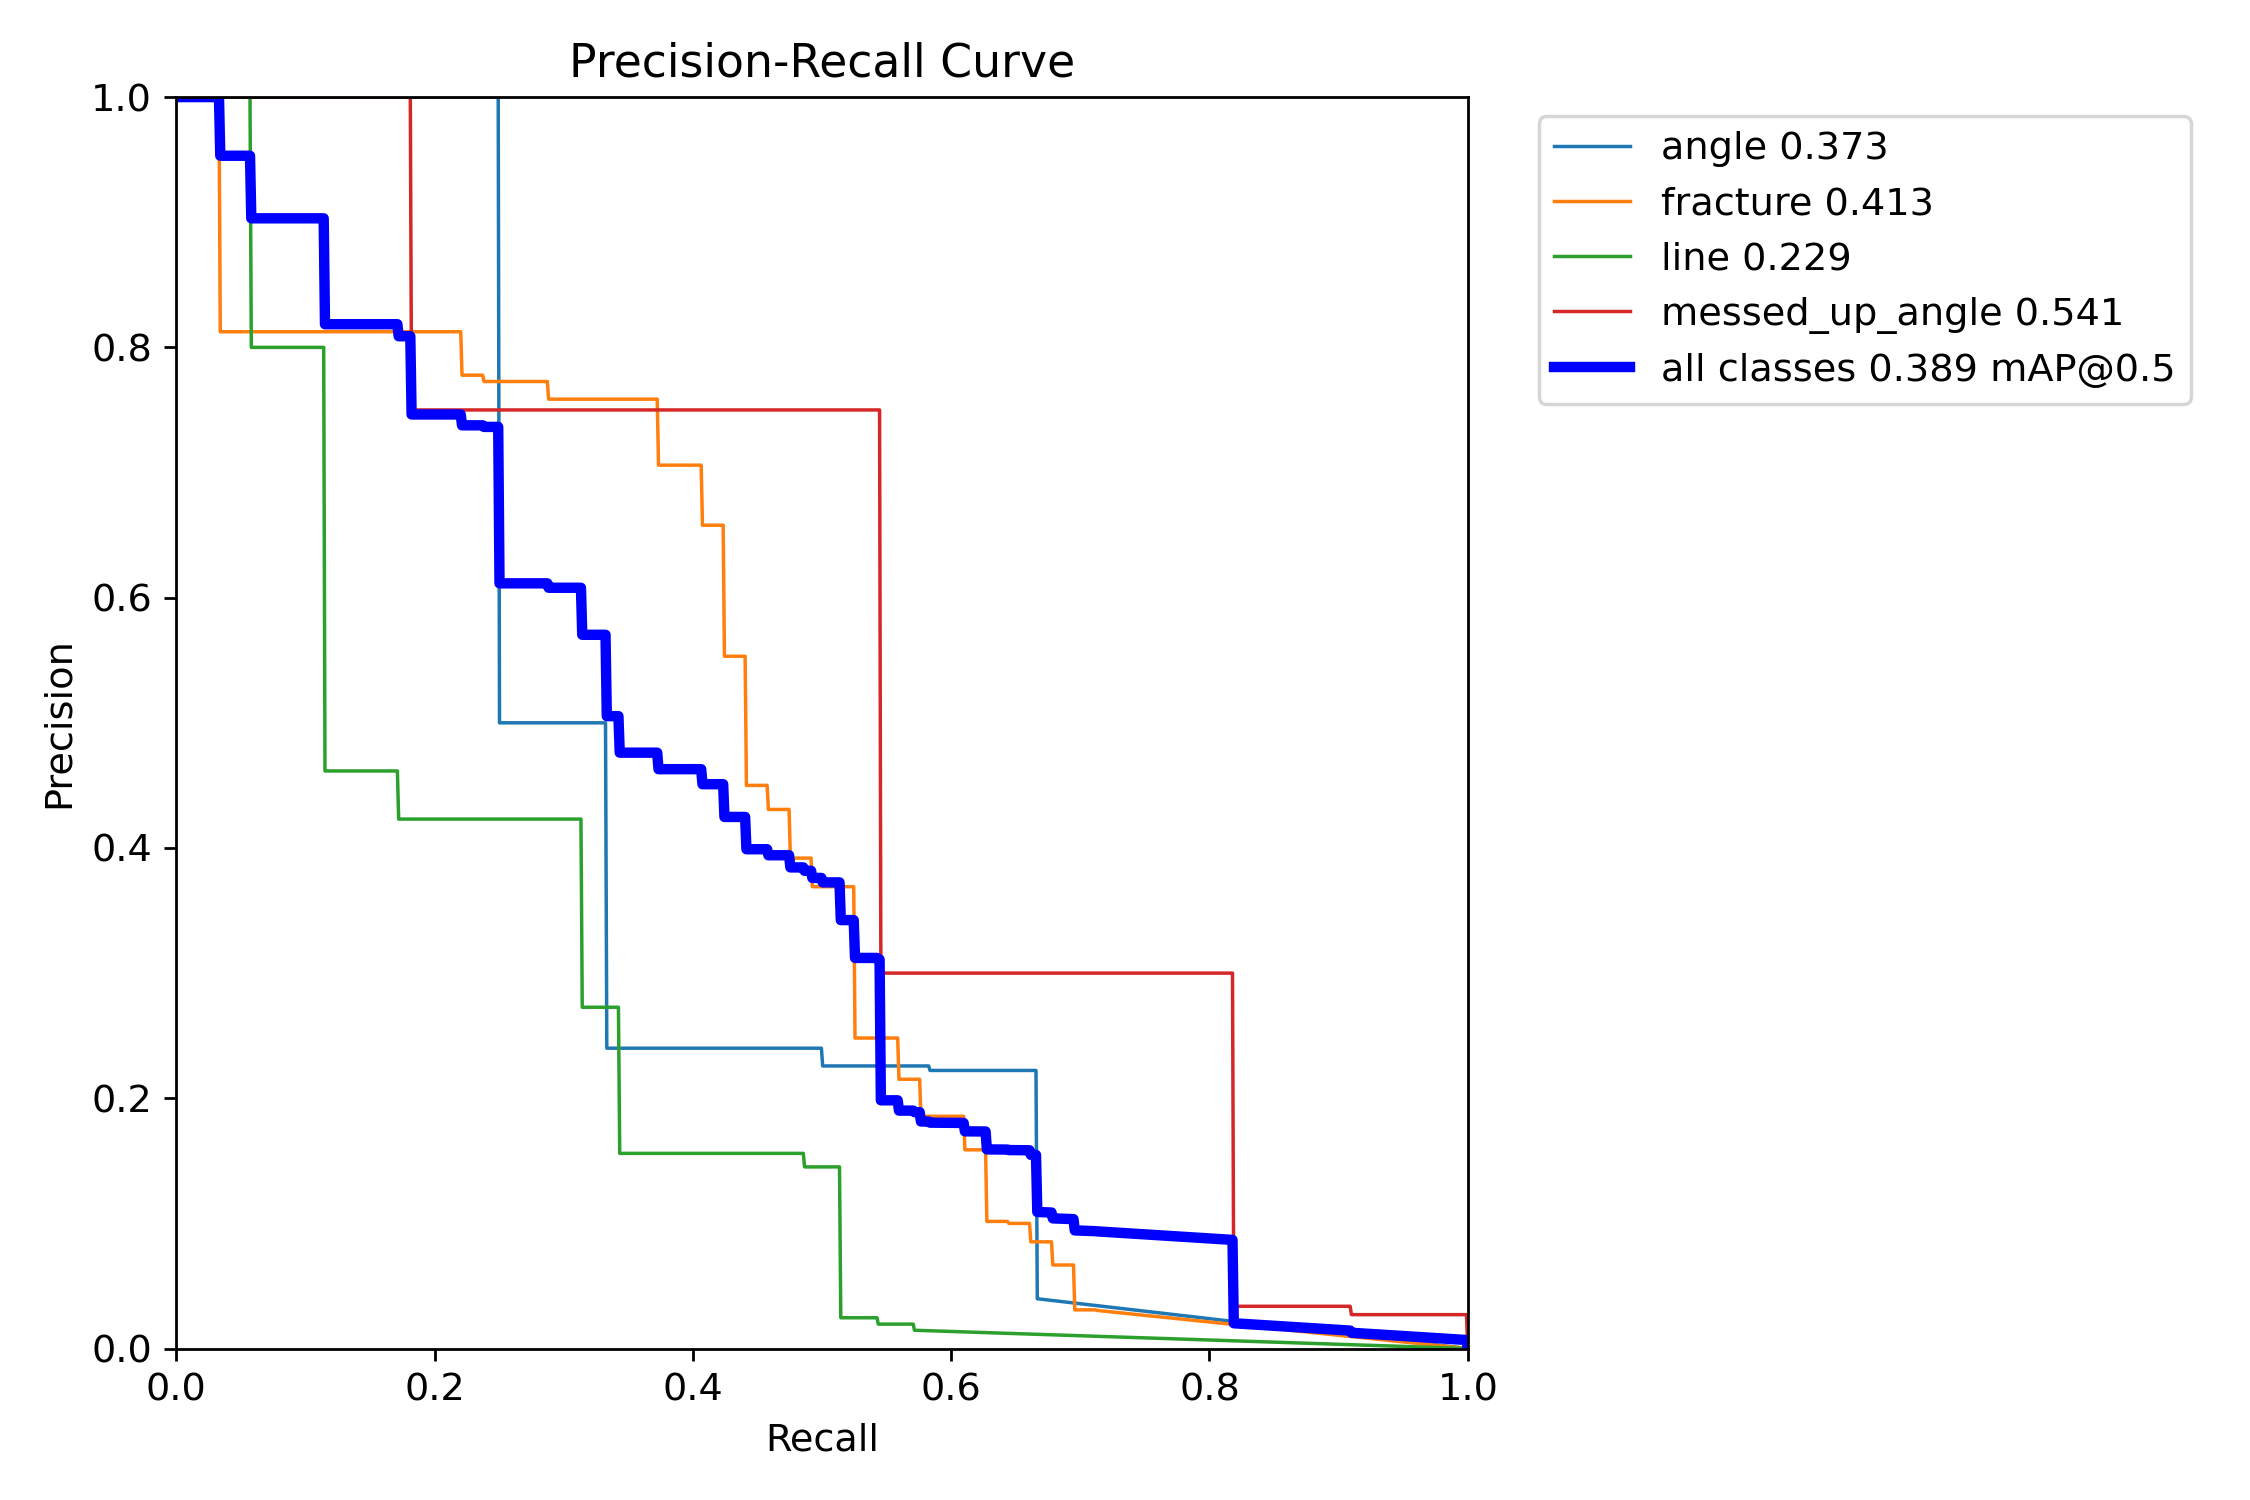 Precision-Recall Curve
1.0
0.8
0.6
0.4
0.2
0.0
Precision
0.0 0.2 0.4 0.6 0.8 1.0
Recall
angle 0.373
fracture 0.413
line 0.229
messed_up_angle 0.541
all classes 0.389 mAP@0.5